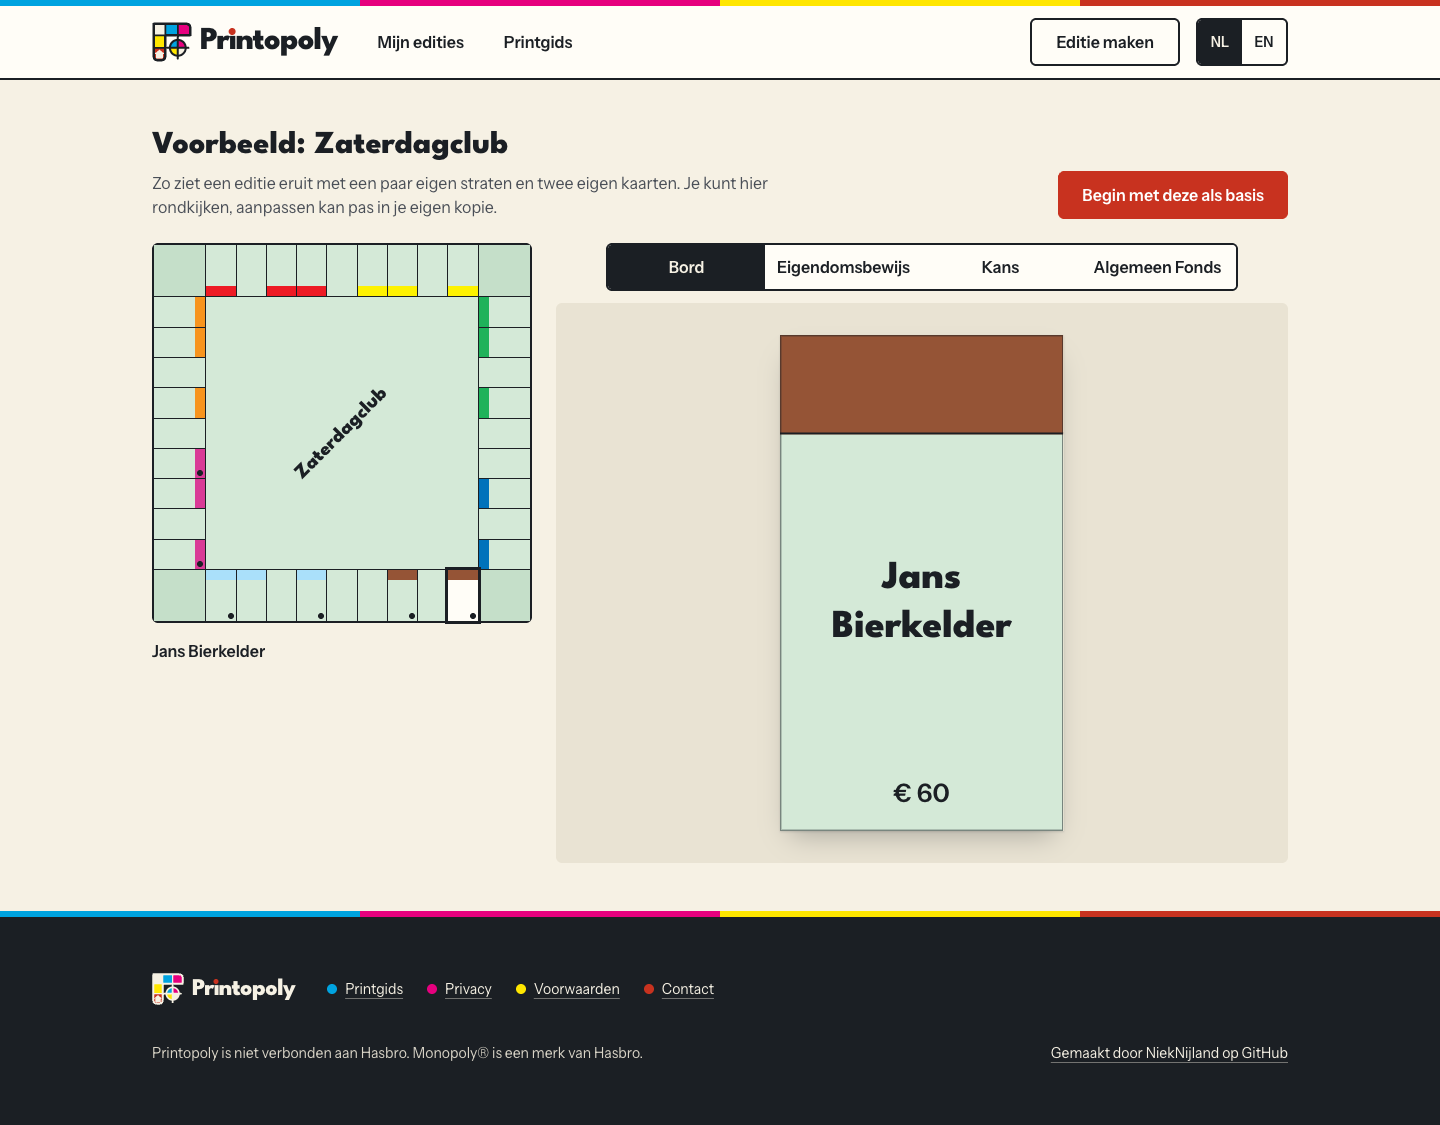 Printopoly
Mijn edities
Printgids
Editie maken
NL
EN
Voorbeeld: Zaterdagclub
Zo ziet een editie eruit met een paar eigen straten en twee eigen kaarten. Je kunt hier
rondkijken, aanpassen kan pas in je eigen kopie.
Begin met deze als basis
Zaterdagclub
Jans Bierkelder
Bord
Eigendomsbewijs
Kans
Algemeen Fonds
Jans
Bierkelder
€ 60
Printopoly
Printgids
Privacy
Voorwaarden
Contact
Printopoly is niet verbonden aan Hasbro. Monopoly® is een merk van Hasbro.
Gemaakt door NiekNijland op GitHub